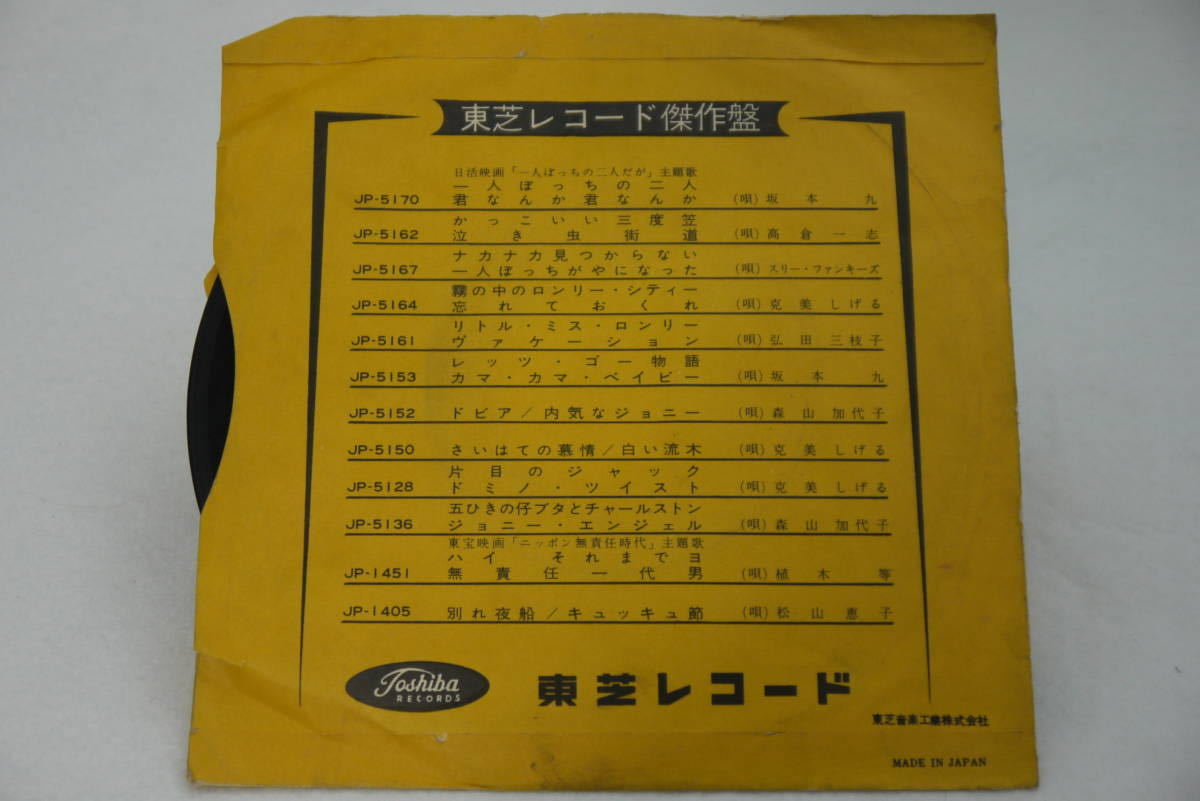 東芝レコード傑作盤
日活映画「一人ぼっちの二人だが」主題歌
一人ぼっちの二人
JP-5170 君なんか君なんか (唄) 坂本 九
かっこいい三度笠
JP-5162 泣き虫街道 (唄)高倉一志
ナカナカ見つからない
JP-5167 一人ぼっちがやになった (唄) スリー・ファンキーズ
霧の中のロンリー・シティー
JP-5164 忘れておくれ (唄) 克美しげる
リトル・ミス・ロンリー
JP-5161 ヴァケーション (唄) 弘田三枝子
レッツ・ゴー物語
JP-5153 カマ・カマ・ベイビー (唄) 坂本 九
JP-5152 ドビア/内気なジョニー (唄) 森山加代子
JP-5150 さいはての慕情/白い流木 (唄) 克美しげる
片目のジャック
JP-5128 ドミノ・ツイスト (唄) 克美しげる
五ひきの仔ブタとチャールストン
JP-5136 ジョニー・エンジェル (唄) 森山加代子
東宝映画「ニッポン無責任時代」主題歌
ハイ それまでヨ
JP-1451 無責任一代男 (唄) 植木 等
JP-1405 別れ夜船/キュッキュ節 (唄) 松山恵子
Toshiba RECORDS 東芝レコード
東芝音楽工業株式会社
MADE IN JAPAN